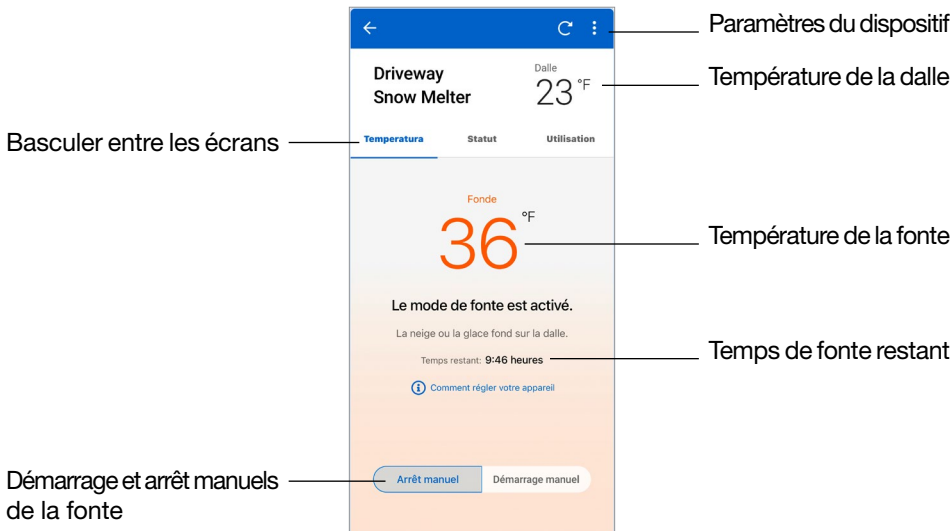 Paramètres du dispositif
Driveway
Snow Melter
Dalle
23 °F
Température de la dalle
Basculer entre les écrans
Temperatura
Statut
Utilisation
Fonde
36 °F
Température de la fonte
Le mode de fonte est activé.
La neige ou la glace fond sur la dalle.
Temps restant: 9:46 heures
Temps de fonte restant
Comment régler votre appareil
Démarrage et arrêt manuels
de la fonte
Arrêt manuel
Démarrage manuel